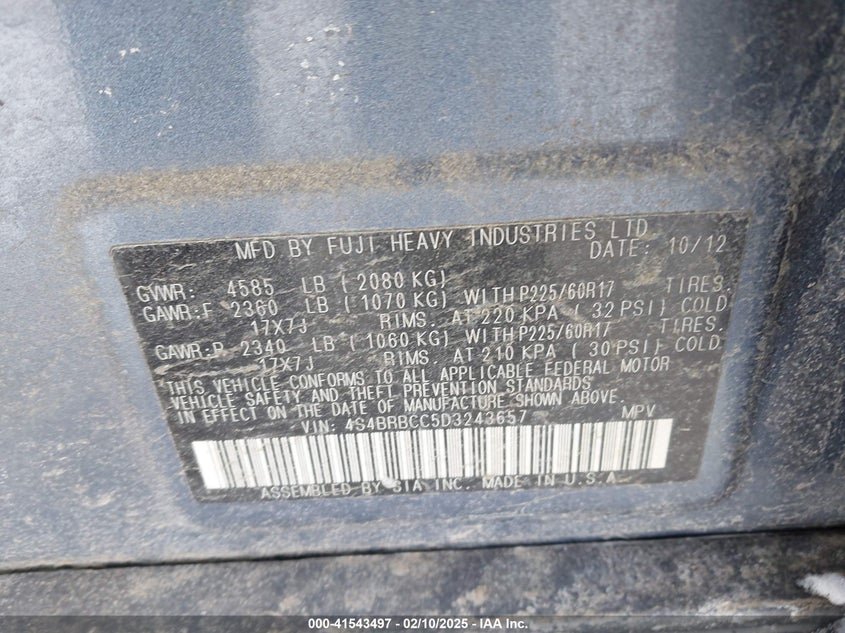 MFD BY FUJI HEAVY INDUSTRIES LTD.
DATE: 10/12
GVWR: 4585 LB (2080 KG)
GAWR:F 2360 LB (1070 KG) WITH P225/60R17 TIRES.
17X7J RIMS. AT 220 KPA (32 PSI) COLD
GAWR:R 2340 LB (1060 KG) WITH P225/60R17 TIRES.
17X7J RIMS. AT 210 KPA (30 PSI) COLD
THIS VEHICLE CONFORMS TO ALL APPLICABLE FEDERAL MOTOR
VEHICLE SAFETY AND THEFT PREVENTION STANDARDS
IN EFFECT ON THE DATE OF MANUFACTURE SHOWN ABOVE.
VIN: 4S4BRBCC5D3243657 MPV
ASSEMBLED BY SIA INC. MADE IN U.S.A
000-41543497 - 02/10/2025 - IAA Inc.